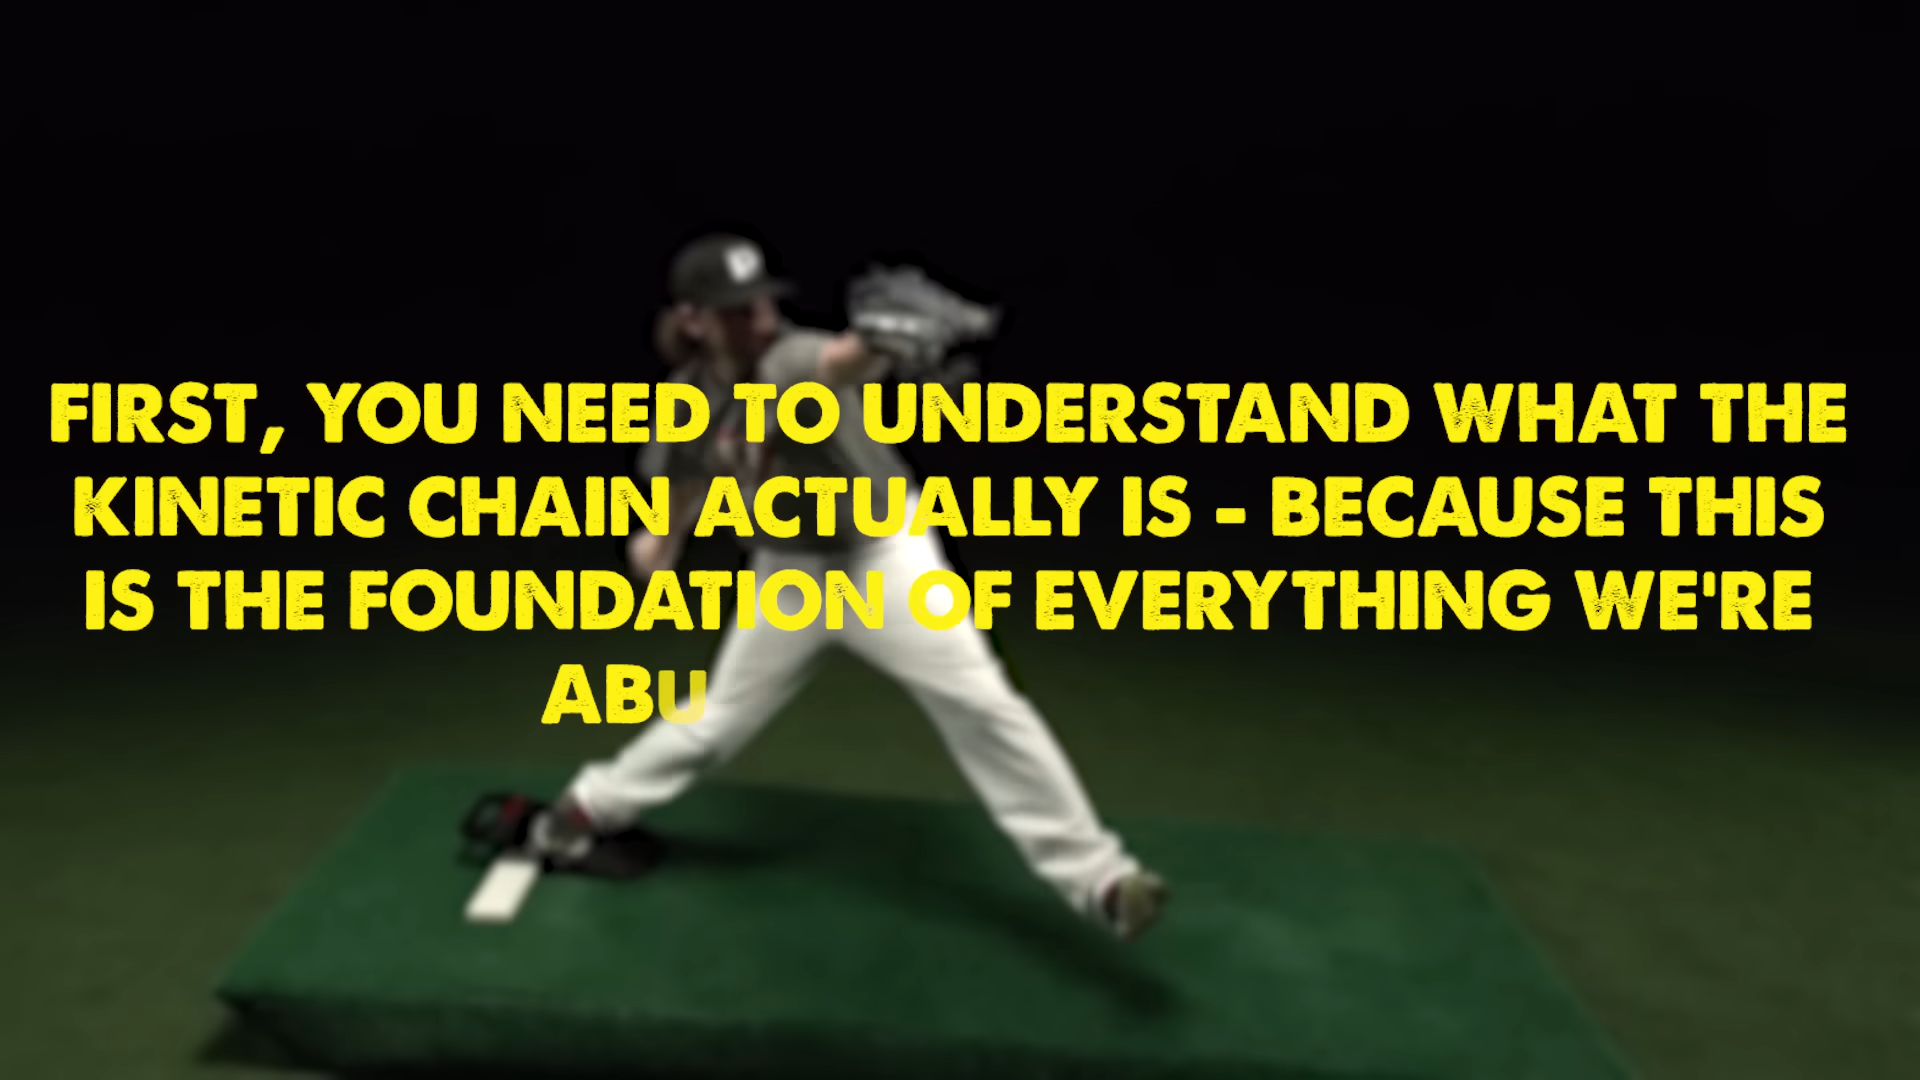 FIRST, YOU NEED TO UNDERSTAND WHAT THE
KINETIC CHAIN ACTUALLY IS - BECAUSE THIS
IS THE FOUNDATION OF EVERYTHING WE'RE
ABU